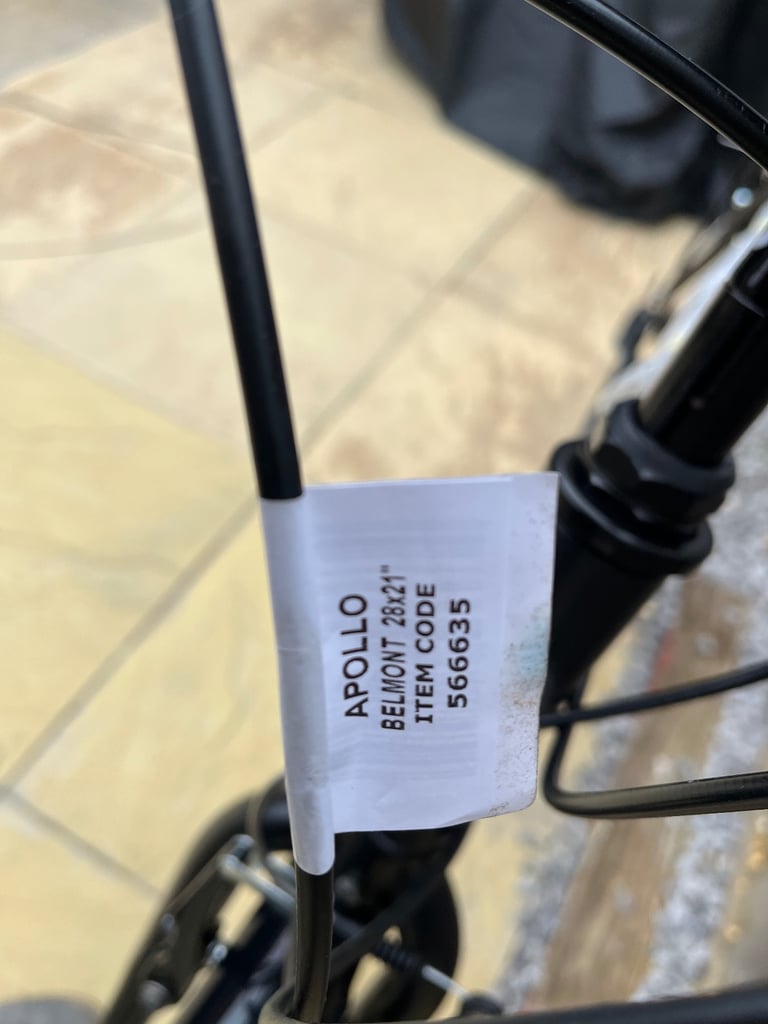 APOLLO
BELMONT 28x21"
ITEM CODE
566635